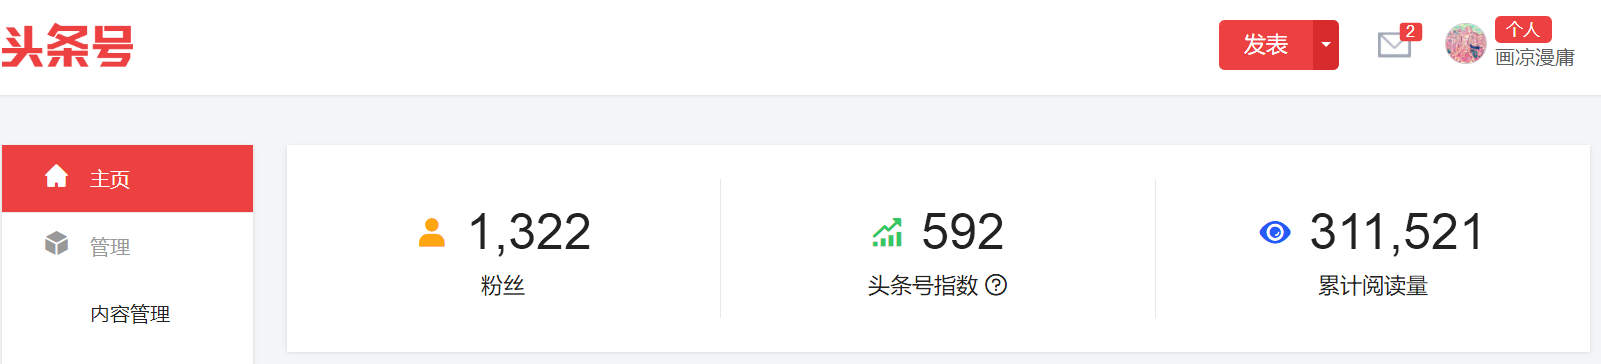 头条号
发表
2
个人
画凉漫庸
主页
管理
内容管理
1,322
粉丝
592
头条号指数 ?
311,521
累计阅读量